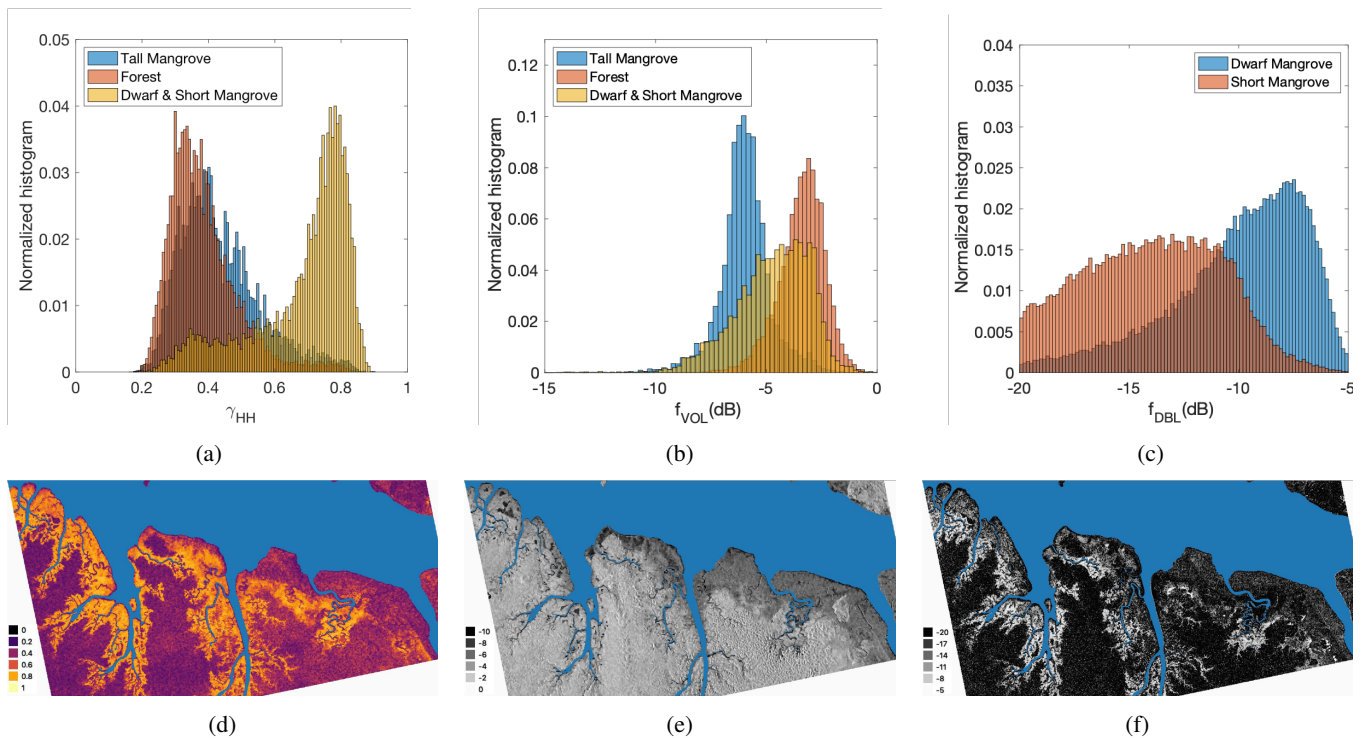 0.05
0.04
0.03
0.02
0.01
0
Normalized histogram
Tall Mangrove
Forest
Dwarf & Short Mangrove
0 0.2 0.4 0.6 0.8 1
γHH
(a)
0.12
0.1
0.08
0.06
0.04
0.02
0
Normalized histogram
Tall Mangrove
Forest
Dwarf & Short Mangrove
-15 -10 -5 0
fVOL(dB)
(b)
0.04
0.035
0.03
0.025
0.02
0.015
0.01
0.005
0
Normalized histogram
Dwarf Mangrove
Short Mangrove
-20 -15 -10 -5
fDBL(dB)
(c)
0
0.2
0.4
0.6
0.8
1
(d)
-10
-8
-6
-4
-2
0
(e)
-20
-17
-14
-11
-8
-5
(f)